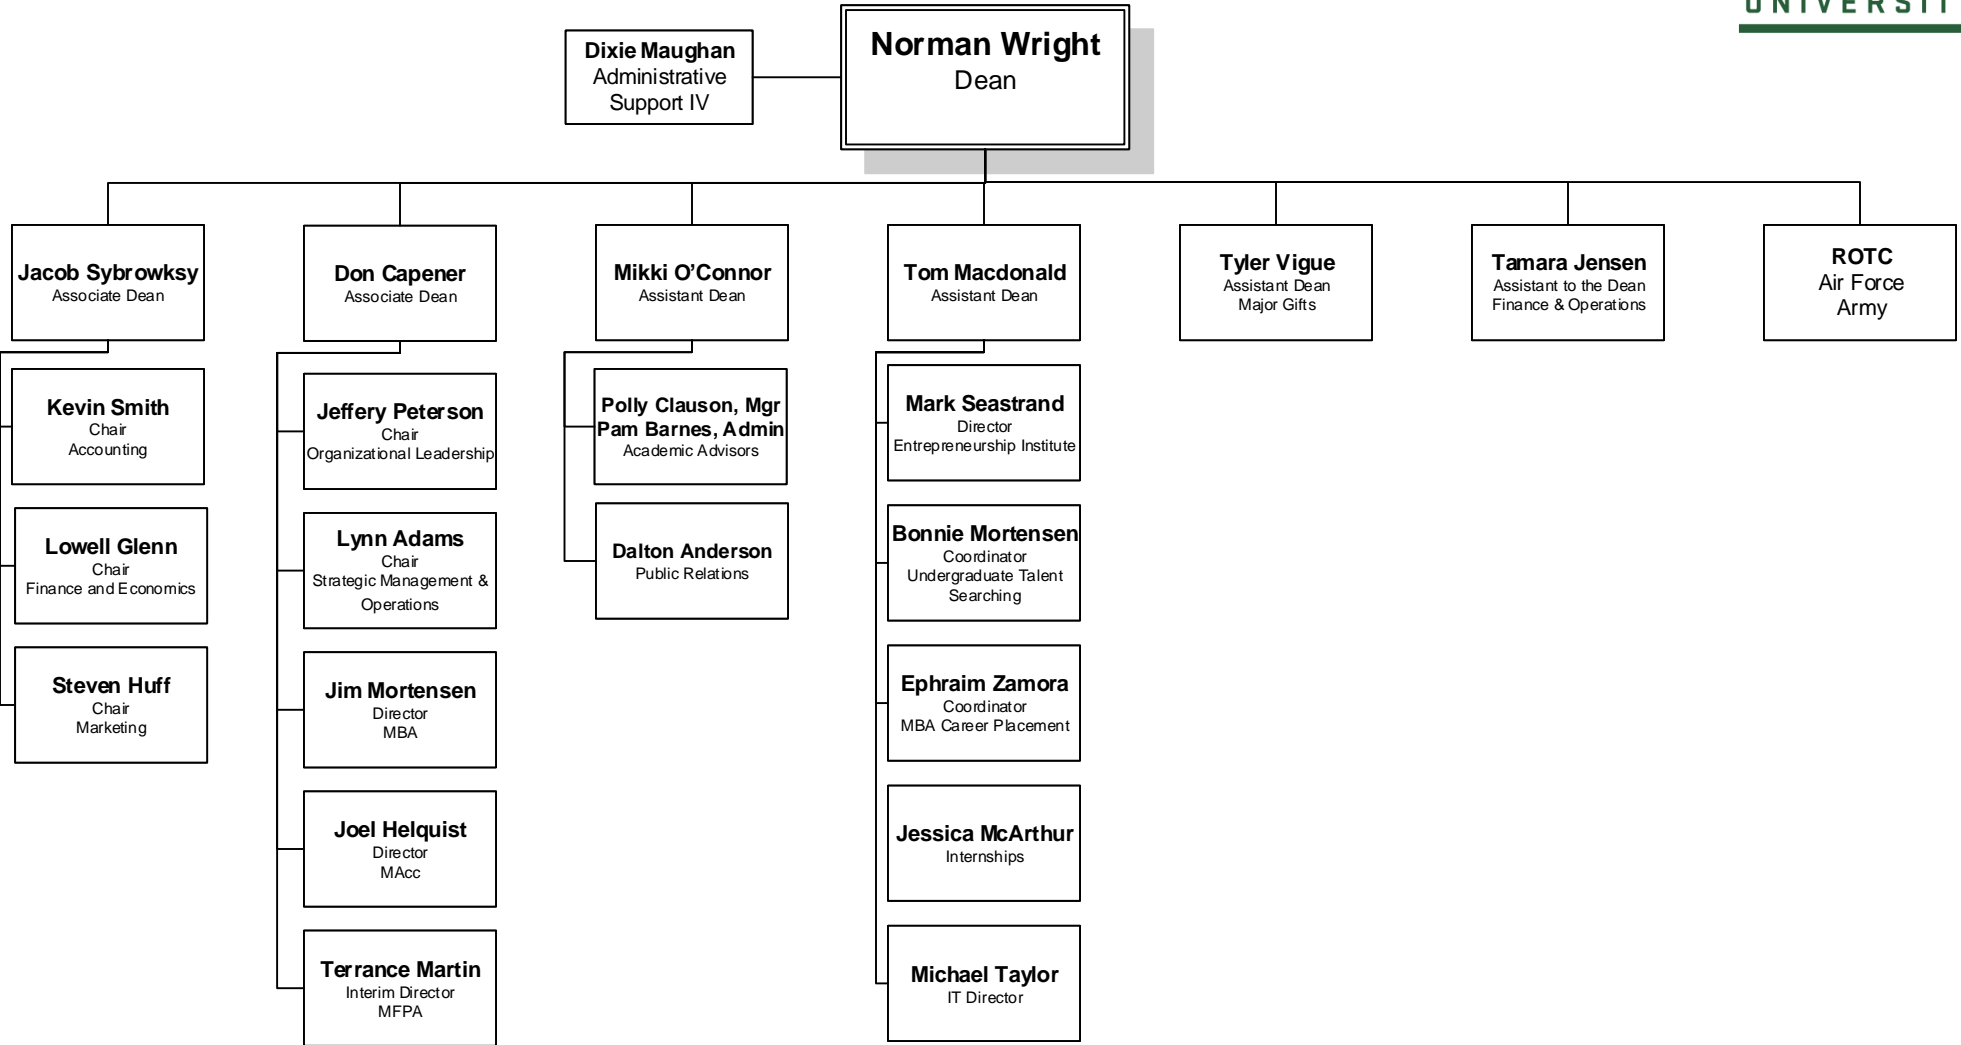 UNIVERSIT
Dixie Maughan
Administrative
Support IV
Norman Wright
Dean
Jacob Sybrowksy
Associate Dean
Don Capener
Associate Dean
Mikki O’Connor
Assistant Dean
Tom Macdonald
Assistant Dean
Tyler Vigue
Assistant Dean
Major Gifts
Tamara Jensen
Assistant to the Dean
Finance & Operations
ROTC
Air Force
Army
Kevin Smith
Chair
Accounting
Lowell Glenn
Chair
Finance and Economics
Steven Huff
Chair
Marketing
Jeffery Peterson
Chair
Organizational Leadership
Lynn Adams
Chair
Strategic Management &
Operations
Jim Mortensen
Director
MBA
Joel Helquist
Director
MAcc
Terrance Martin
Interim Director
MFPA
Polly Clauson, Mgr
Pam Barnes, Admin
Academic Advisors
Dalton Anderson
Public Relations
Mark Seastrand
Director
Entrepreneurship Institute
Bonnie Mortensen
Coordinator
Undergraduate Talent
Searching
Ephraim Zamora
Coordinator
MBA Career Placement
Jessica McArthur
Internships
Michael Taylor
IT Director